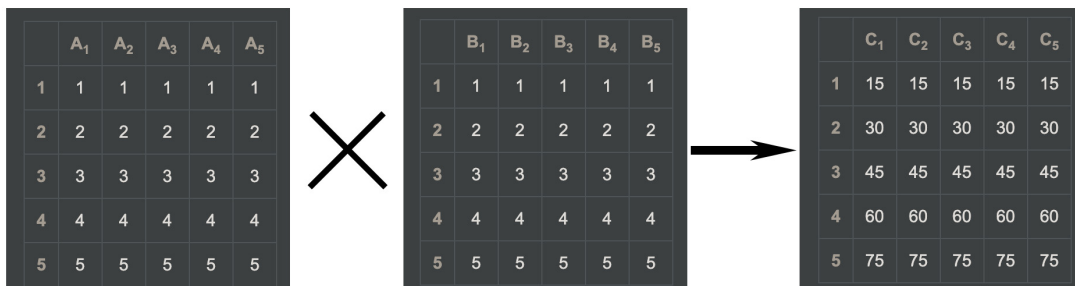 A₁ A₂ A₃ A₄ A₅
1 1 1 1 1 1
2 2 2 2 2 2
3 3 3 3 3 3
4 4 4 4 4 4
5 5 5 5 5 5
B₁ B₂ B₃ B₄ B₅
1 1 1 1 1 1
2 2 2 2 2 2
3 3 3 3 3 3
4 4 4 4 4 4
5 5 5 5 5 5
C₁ C₂ C₃ C₄ C₅
1 15 15 15 15 15
2 30 30 30 30 30
3 45 45 45 45 45
4 60 60 60 60 60
5 75 75 75 75 75